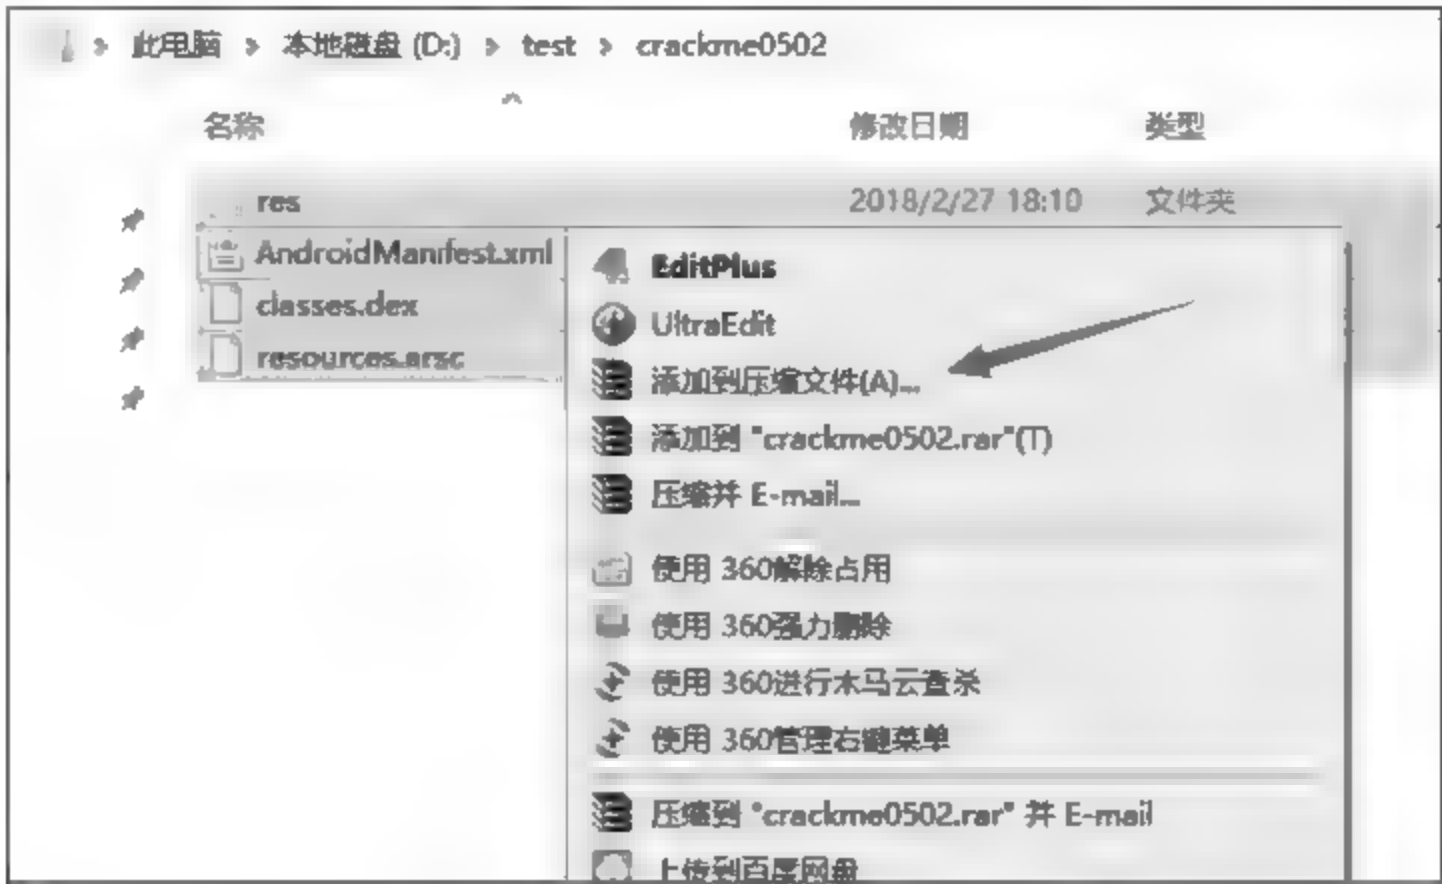 此电脑 > 本地磁盘 (D:) > test > crackme0502
名称 修改日期 类型
res 2018/2/27 18:10 文件夹
AndroidManifest.xml
classes.dex
resources.arsc
EditPlus
UltraEdit
添加到压缩文件(A)...
添加到 "crackme0502.rar"(T)
压缩并 E-mail...
使用 360解除占用
使用 360强力删除
使用 360进行木马云查杀
使用 360管理右键菜单
压缩到 "crackme0502.rar" 并 E-mail
上传到百度网盘